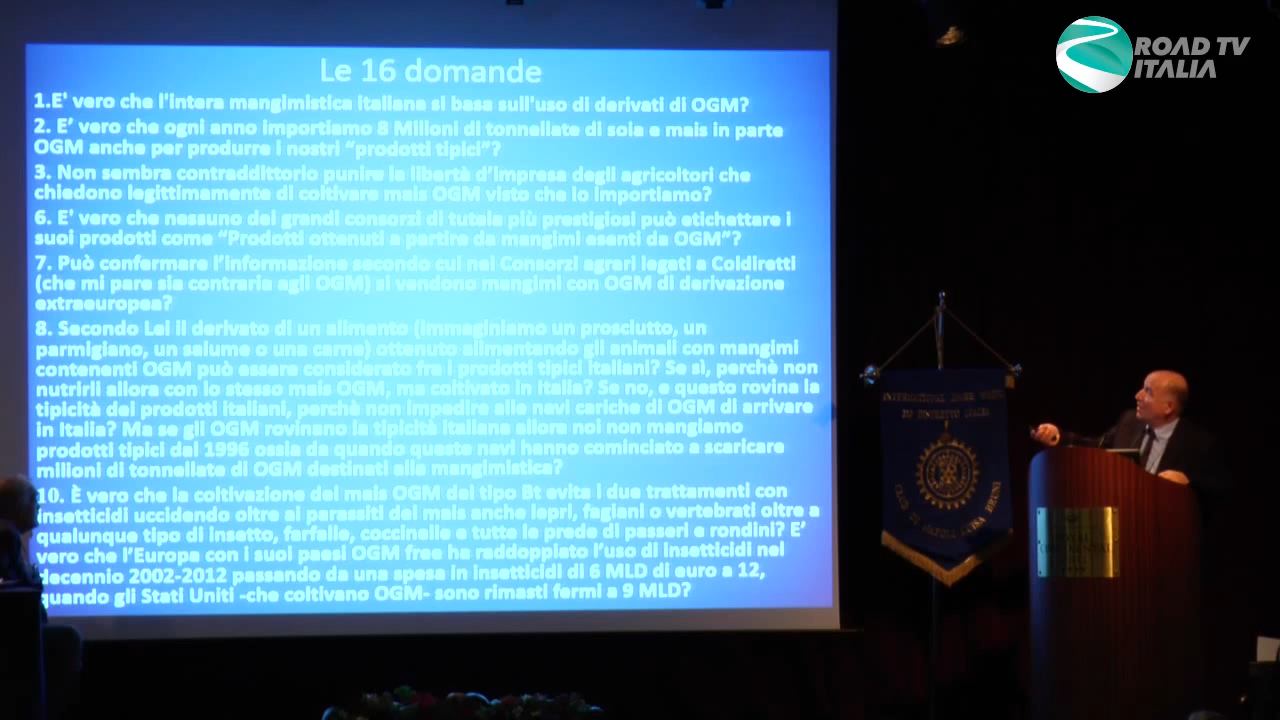 ROAD TV
ITALIA
Le 16 domande
1.E' vero che l'intera mangimistica italiana si basa sull'uso di derivati di OGM?
2. E’ vero che ogni anno importiamo 8 Milioni di tonnellate di soia e mais in parte
OGM anche per produrre i nostri “prodotti tipici”?
3. Non sembra contraddittorio punire la libertà d’impresa degli agricoltori che
chiedono legittimamente di coltivare mais OGM visto che lo importiamo?
6. E' vero che nessuno dei grandi consorzi di tutela più prestigiosi può etichettare i
suoi prodotti come “Prodotti ottenuti a partire da mangimi esenti da OGM”?
7. Può confermare l’informazione secondo cui nei Consorzi agrari legati a Coldiretti
(che mi pare sia contraria agli OGM) si vendono mangimi con OGM di derivazione
extraeuropea?
8. Secondo Lei il derivato di un alimento (immaginiamo un prosciutto, un
parmigiano, un salume o una carne) ottenuto alimentando gli animali con mangimi
contenenti OGM può essere considerato fra i prodotti tipici italiani? Se sì, perchè non
nutrirli allora con lo stesso mais OGM, ma coltivato in Italia? Se no, e questo rovina la
tipicità dei prodotti italiani, perchè non impedire alle navi cariche di OGM di arrivare
in Italia? Ma se gli OGM rovinano la tipicità italiana allora noi non mangiamo
prodotti tipici dal 1996 ossia da quando queste navi hanno cominciato a scaricare
milioni di tonnellate di OGM destinati alla mangimistica?
10. È vero che la coltivazione del mais OGM del tipo Bt evita i due trattamenti con
insetticidi uccidendo oltre ai parassiti del mais anche lepri, fagiani o vertebrati oltre a
qualunque tipo di insetto, farfalle, coccinelle e tutte le prede di passeri e rondini? E’
vero che l’Europa con i suoi paesi OGM free ha raddoppiato l’uso di insetticidi nel
decennio 2002-2012 passando da una spesa in insetticidi di 6 MLD di euro a 12,
quando gli Stati Uniti -che coltivano OGM- sono rimasti fermi a 9 MLD?
INTERNATIONAL INNER WHEEL
ITALIA
CLUB DI